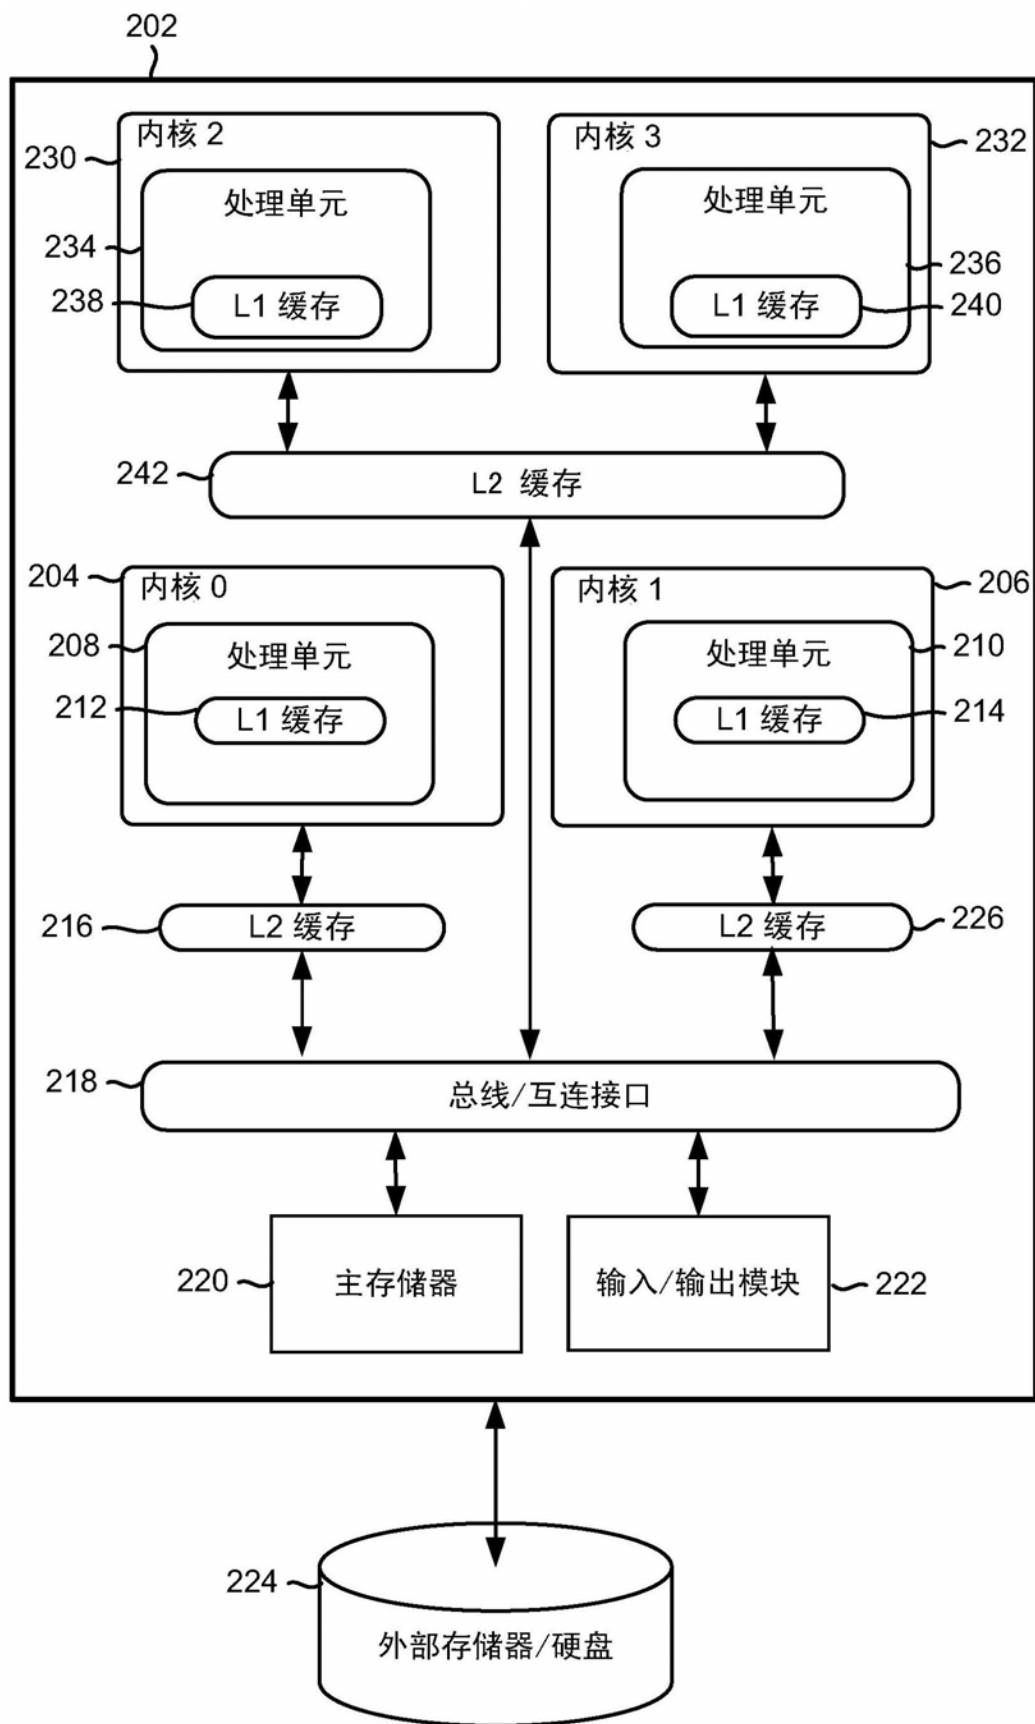 202
内核 2
内核 3
230
232
处理单元
处理单元
234
236
238
L1 缓存
L1 缓存
240
242
L2 缓存
204
内核 0
内核 1
206
208
处理单元
处理单元
210
212
L1 缓存
L1 缓存
214
216
L2 缓存
L2 缓存
226
218
总线/互连接口
220
主存储器
输入/输出模块
222
224
外部存储器/硬盘